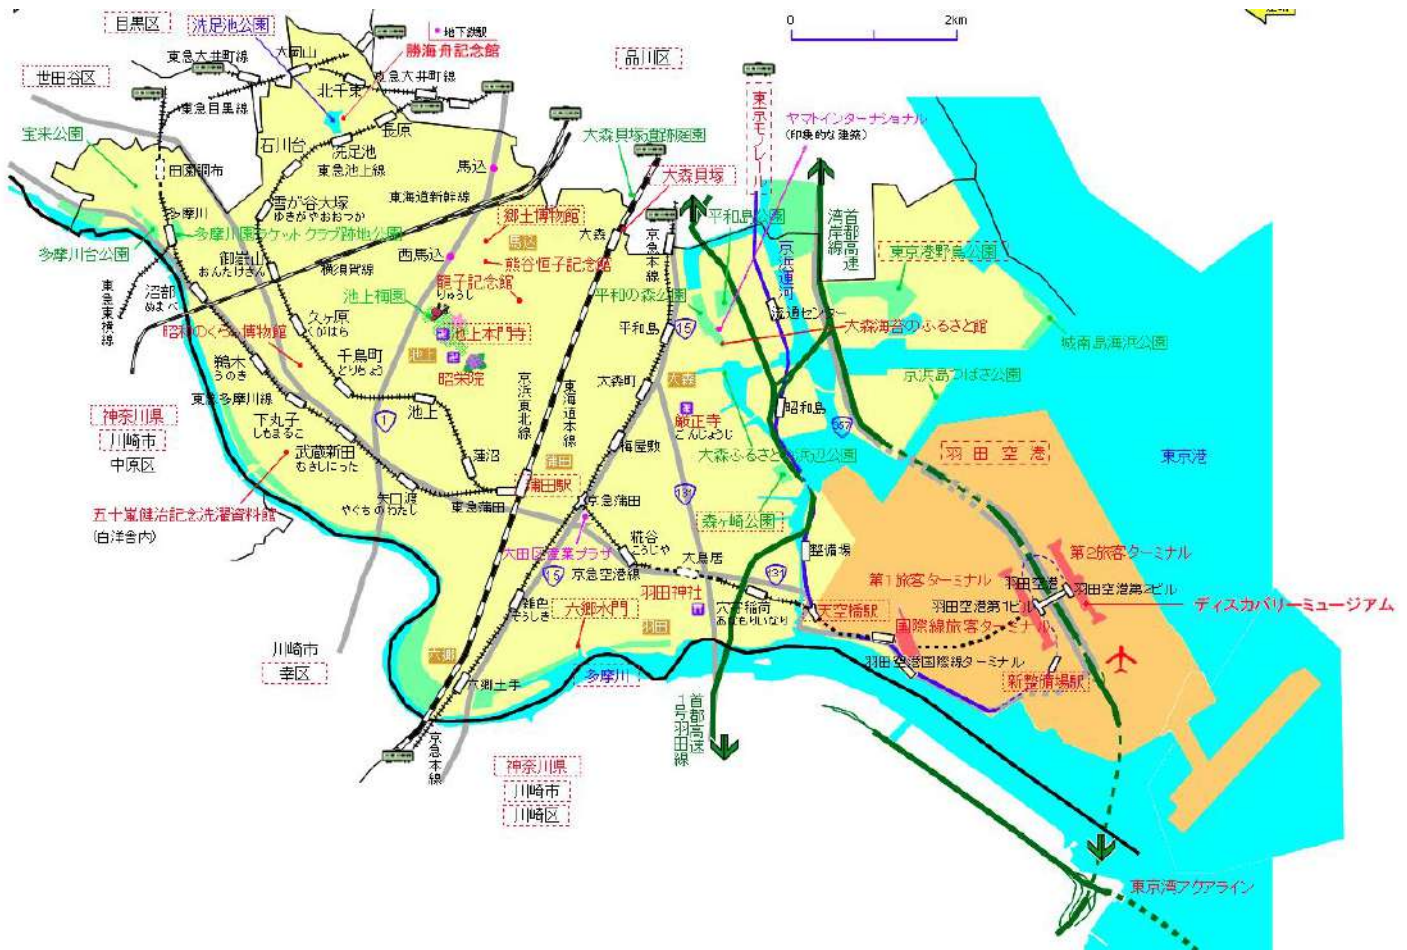 目黒区
洗足池公園
地下鉄駅
0
2km
勝海舟記念館
東急大井町線
大岡山
品川区
世田谷区
北千束
東急大井町線
東急目黒線
東京モノレール
ヤマトインターナショナル
(印象的な建築)
宝来公園
石川台
長原
洗足池
東急池上線
大森貝塚遺跡庭園
馬込
大森貝塚
田園調布
東海道新幹線
雪が谷大塚
ゆきがやおおつか
多摩川
多摩川園ラケットクラブ跡地公園
多摩川台公園
郷土博物館
馬込
大森
京急本線
平和島公園
京浜運河
首都高速
湾岸線
東京港野鳥公園
御嶽山
おんたけさん
西馬込
熊谷恒子記念館
横須賀線
龍子記念館
りゅうし
池上梅園
沼部
ぬまべ
東急東横線
平和の森公園
流通センター
久ヶ原
くがはら
昭和のくらし博物館
池上本門寺
平和島
15
大森海苔のふるさと館
城南島海浜公園
千鳥町
どりちょう
池上
昭栄院
鵜木
うのき
東急多摩川線
京浜東北線
東海道本線
大森町
大森
京浜島つばさ公園
昭和島
神奈川県
川崎市
中原区
下丸子
しもまるこ
1
池上
厳正寺
ごんじょうじ
357
武蔵新田
むさしにった
蓮沼
梅屋敷
大森ふるさと浜辺公園
羽田空港
東京港
蒲田
蒲田駅
矢口渡
やぐちのわたし
東急蒲田
京急蒲田
131
森ヶ崎公園
五十嵐健治記念洗濯資料館
(白洋舎内)
大田区産業プラザ
糀谷
こうじや
大鳥居
整備場
第2旅客ターミナル
15
京急空港線
131
第1旅客ターミナル
羽田空港
羽田空港第2ビル
羽田空港第1ビル
雑色
ぞうしき
六郷水門
羽田神社
穴守稲荷
あなもりいなり
天空橋駅
ディスカバリーミュージアム
国際線旅客ターミナル
羽田
川崎市
幸区
六郷
多摩川
羽田空港国際線ターミナル
新整備場駅
六郷土手
首都高速
1号羽田線
京急本線
神奈川県
川崎市
川崎区
東京湾アクアライン